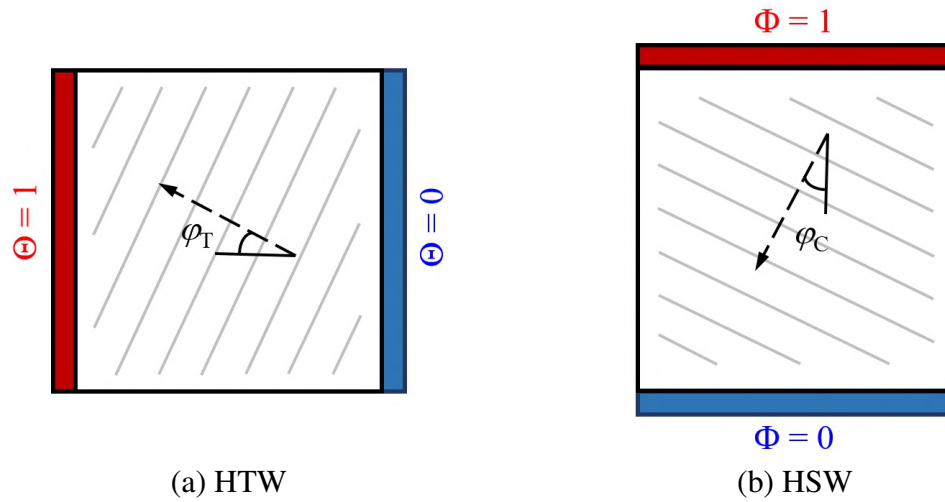 Φ = 1
Θ = 1
φT
Θ = 0
φC
Φ = 0
(a) HTW
(b) HSW